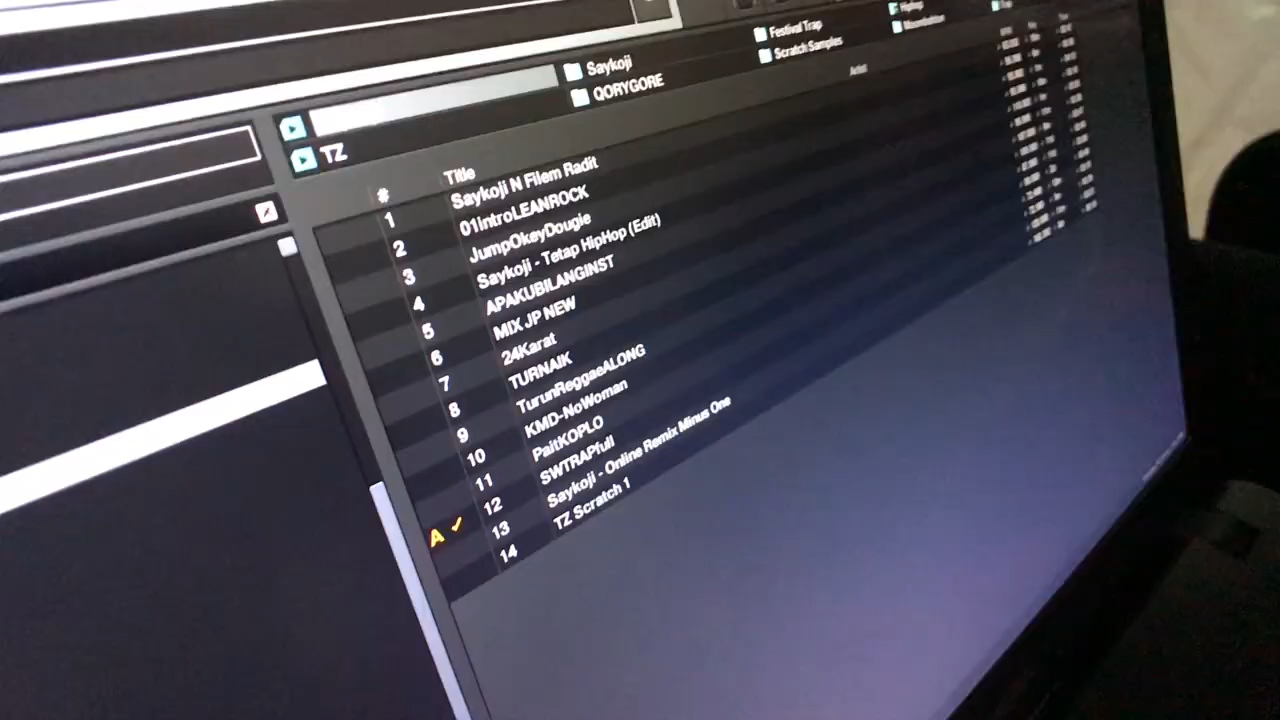 Saykoji
Festival Trap
Hiphop
QORYGORE
Scratch Samples
TZ
# Title Artist
1 Saykoji N Filem Radit
2 01IntroLEANROCK
3 JumpOkeyDougie
4 Saykoji - Tetap HipHop (Edit)
5 APAKUBILANGINST
6 MIX JP NEW
7 24Karat
8 TURNAIK
9 TurunReggaeALONG
10 KMD-NoWoman
11 PaitKOPLO
12 SWTRAPfull
A ✓ 13 Saykoji - Online Remix Minus One
14 TZ Scratch 1